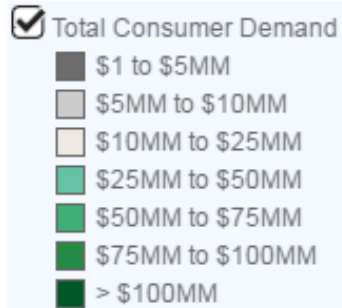 Total Consumer Demand
$1 to $5MM
$5MM to $10MM
$10MM to $25MM
$25MM to $50MM
$50MM to $75MM
$75MM to $100MM
> $100MM